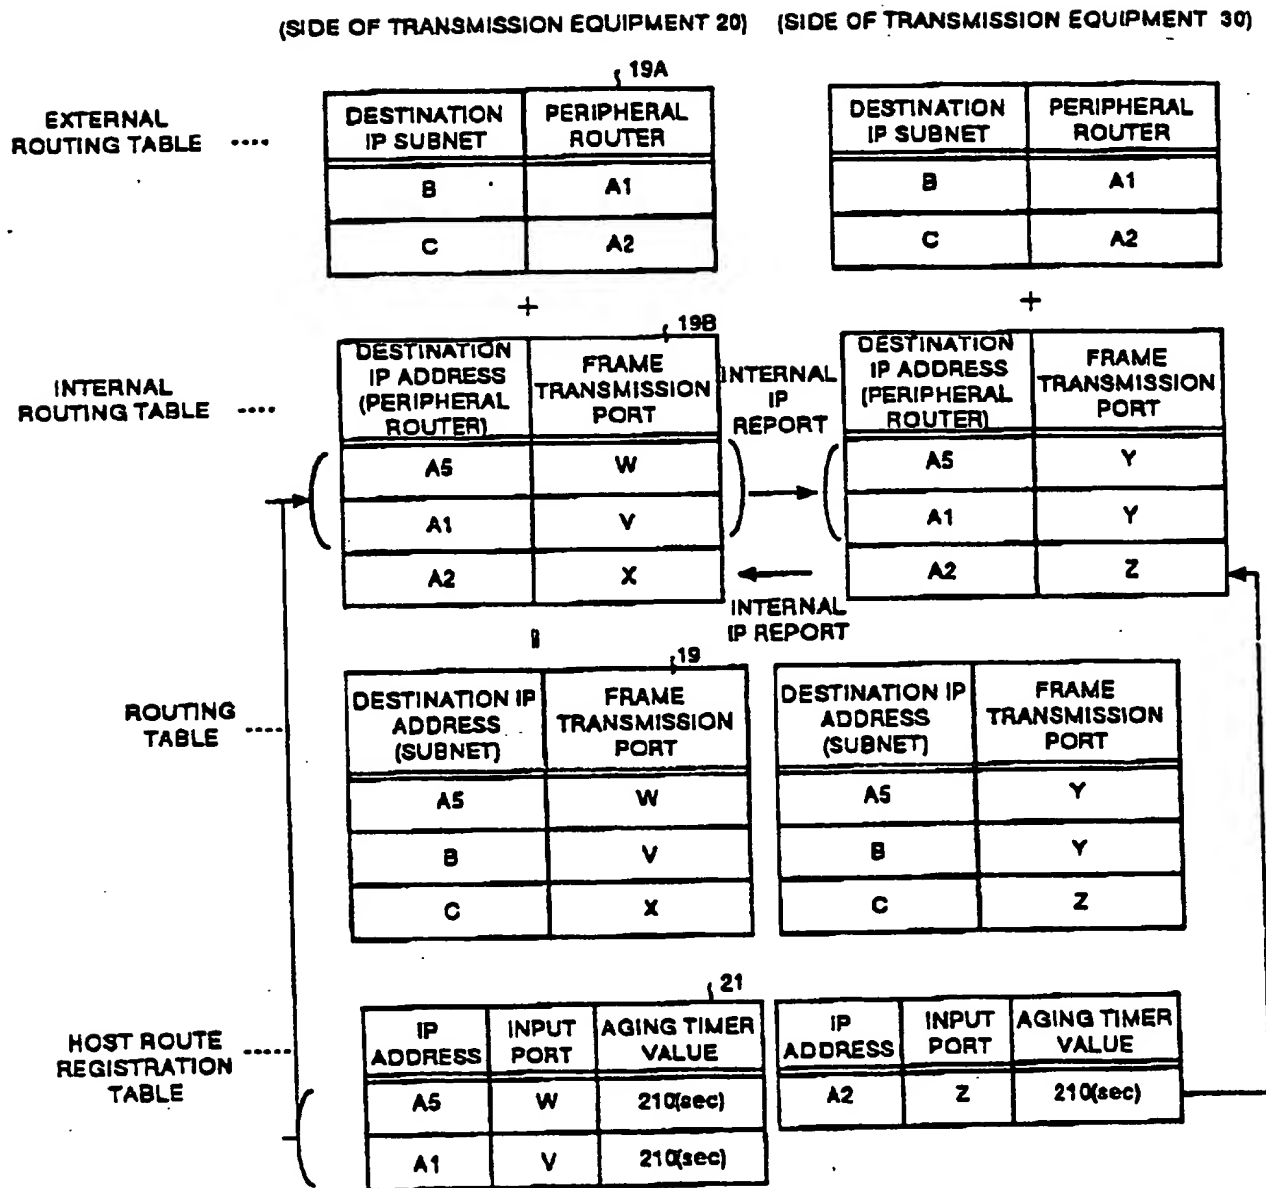 (SIDE OF TRANSMISSION EQUIPMENT 20) (SIDE OF TRANSMISSION EQUIPMENT 30)
19A
EXTERNAL
ROUTING TABLE ....
DESTINATION
IP SUBNET
PERIPHERAL
ROUTER
B A1
C A2
DESTINATION
IP SUBNET
PERIPHERAL
ROUTER
B A1
C A2
+ +
19B
INTERNAL
ROUTING TABLE ....
DESTINATION
IP ADDRESS
(PERIPHERAL
ROUTER)
FRAME
TRANSMISSION
PORT
A5 W
A1 V
A2 X
INTERNAL
IP
REPORT
INTERNAL
IP REPORT
DESTINATION
IP ADDRESS
(PERIPHERAL
ROUTER)
FRAME
TRANSMISSION
PORT
A5 Y
A1 Y
A2 Z
19
ROUTING
TABLE ....
DESTINATION IP
ADDRESS
(SUBNET)
FRAME
TRANSMISSION
PORT
A5 W
B V
C X
DESTINATION IP
ADDRESS
(SUBNET)
FRAME
TRANSMISSION
PORT
A5 Y
B Y
C Z
21
HOST ROUTE
REGISTRATION
TABLE .....
IP
ADDRESS
INPUT
PORT
AGING TIMER
VALUE
A5 W 210(sec)
A1 V 210(sec)
IP
ADDRESS
INPUT
PORT
AGING TIMER
VALUE
A2 Z 210(sec)